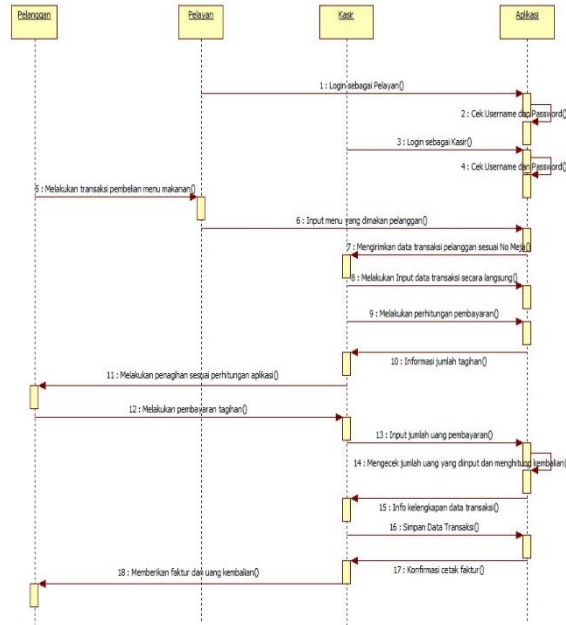 Pelanggan
Pelayan
Kasir
Aplikasi
1 : Login sebagai Pelayan()
2 : Cek Username dan Password()
3 : Login sebagai Kasir()
4 : Cek Username dan Password()
5 : Melakukan transaksi pembelian menu makanan()
6 : Input menu yang dimakan pelanggan()
7 : Mengirimkan data transaksi pelanggan sesuai No Meja()
8 : Melakukan Input data transaksi secara langsung()
9 : Melakukan perhitungan pembayaran()
10 : Informasi jumlah tagihan()
11 : Melakukan penagihan sesuai perhitungan aplikasi()
12 : Melakukan pembayaran tagihan()
13 : Input jumlah uang pembayaran()
14 : Mengecek jumlah uang yang diinput dan menghitung kembalian()
15 : Info kelengkapan data transaksi()
16 : Simpan Data Transaksi()
17 : Konfirmasi cetak faktur()
18 : Memberikan faktur dan uang kembalian()